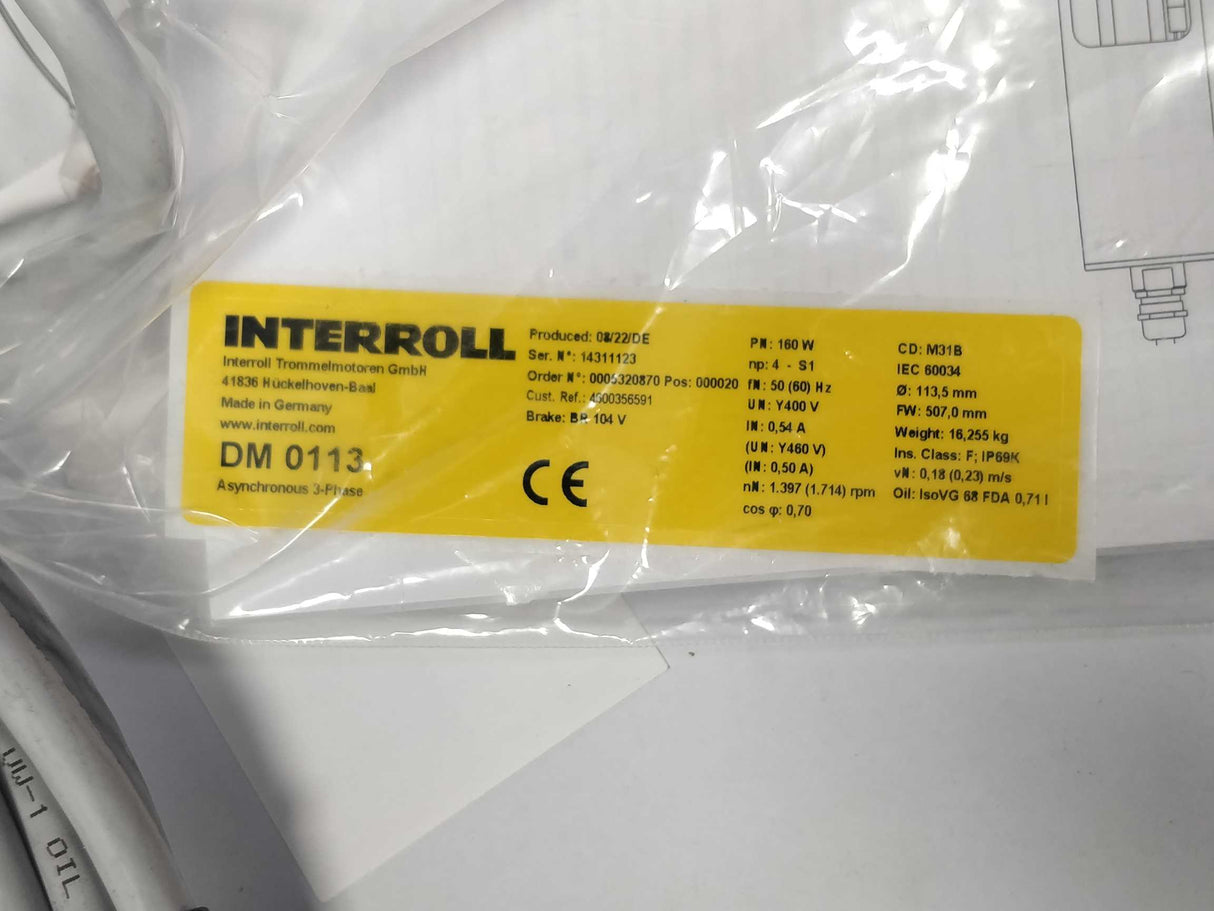 INTERROLL
Interroll Trommelmotoren GmbH
41836 Hückelhoven-Baal
Made in Germany
www.interroll.com
DM 0113
Asynchronous 3-Phase
Produced: 08/22/DE
Ser. N°: 14311123
Order N°: 0005320870 Pos: 000020
Cust. Ref.: 4600356591
Brake: BR 104 V
CE
PN: 160 W
np: 4 - S1
fN: 50 (60) Hz
UN: Y400 V
IN: 0,54 A
(UN: Y460 V)
(IN: 0,50 A)
nN: 1.397 (1.714) rpm
cos φ: 0,70
CD: M31B
IEC 60034
Ø: 113,5 mm
FW: 507,0 mm
Weight: 16,255 kg
Ins. Class: F; IP69K
vN: 0,18 (0,23) m/s
Oil: IsoVG 68 FDA 0,71 l
VW-1 OIL